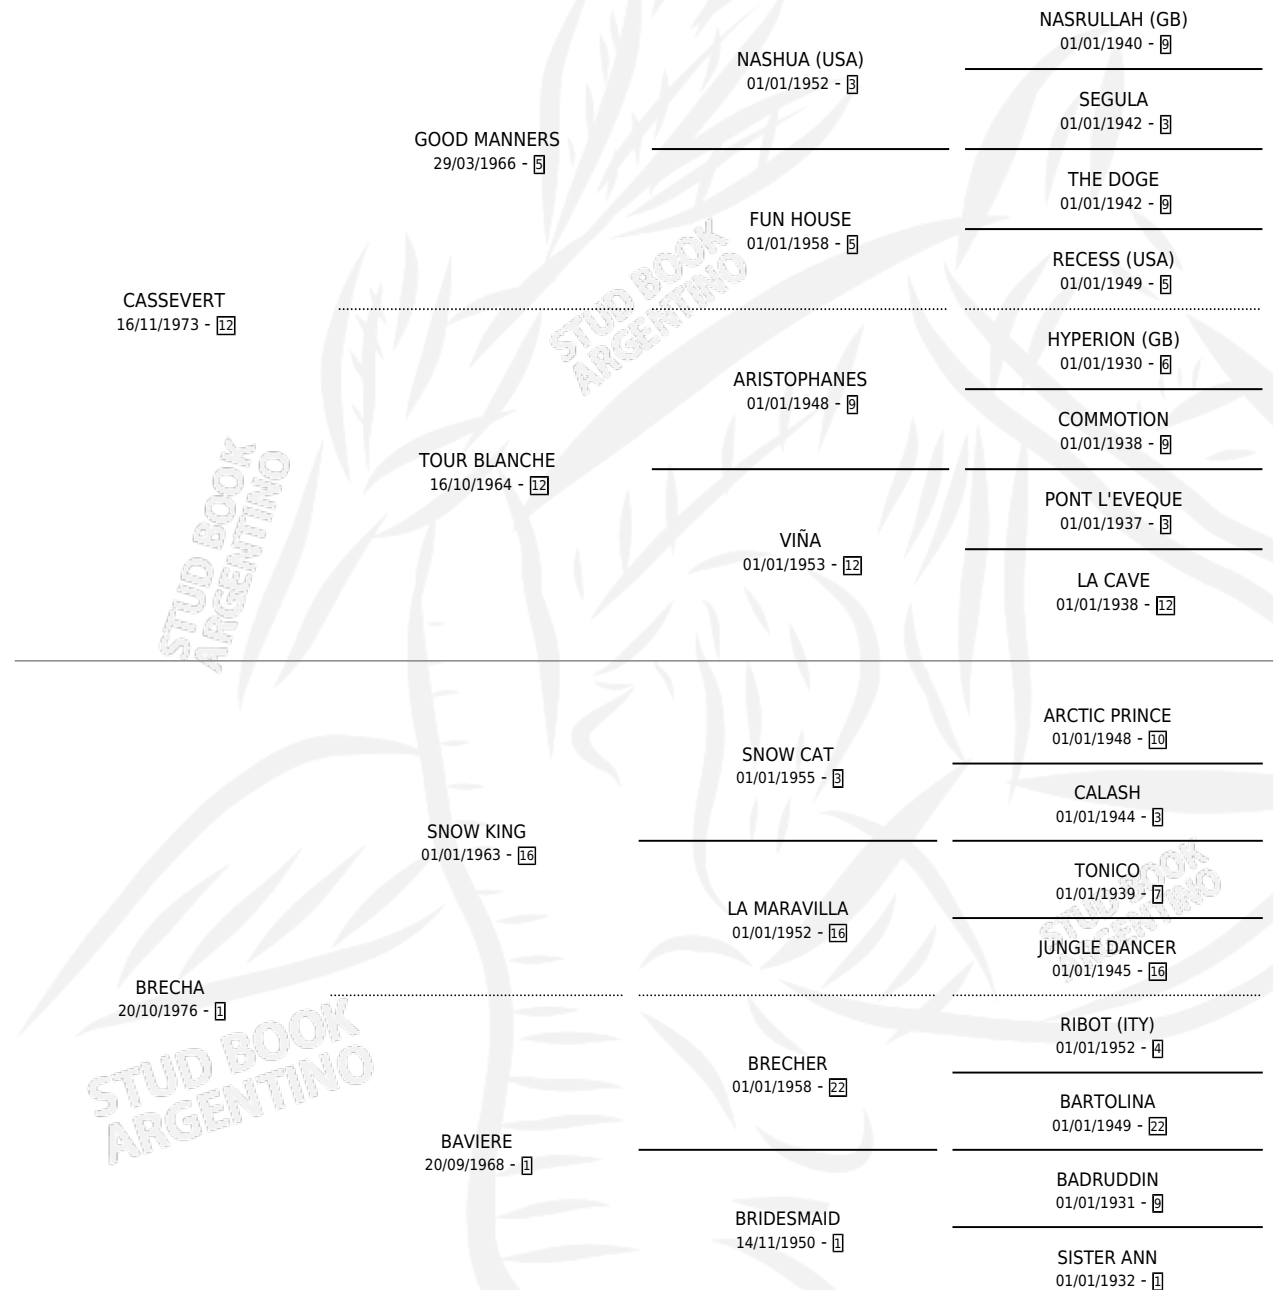 NASRULLAH (GB)
01/01/1940 - 9
NASHUA (USA)
01/01/1952 - 3
SEGULA
01/01/1942 - 3
GOOD MANNERS
29/03/1966 - 5
THE DOGE
01/01/1942 - 9
FUN HOUSE
01/01/1958 - 5
RECESS (USA)
01/01/1949 - 5
CASSEVERT
16/11/1973 - 12
HYPERION (GB)
01/01/1930 - 6
ARISTOPHANES
01/01/1948 - 9
COMMOTION
01/01/1938 - 9
TOUR BLANCHE
16/10/1964 - 12
PONT L'EVEQUE
01/01/1937 - 3
VIÑA
01/01/1953 - 12
LA CAVE
01/01/1938 - 12
ARCTIC PRINCE
01/01/1948 - 10
SNOW CAT
01/01/1955 - 3
CALASH
01/01/1944 - 3
SNOW KING
01/01/1963 - 16
TONICO
01/01/1939 - 7
LA MARAVILLA
01/01/1952 - 16
JUNGLE DANCER
01/01/1945 - 16
BRECHA
20/10/1976 - 1
RIBOT (ITY)
01/01/1952 - 4
BRECHER
01/01/1958 - 22
BARTOLINA
01/01/1949 - 22
BAVIERE
20/09/1968 - 1
BADRUDDIN
01/01/1931 - 9
BRIDESMAID
14/11/1950 - 1
SISTER ANN
01/01/1932 - 1
STUD BOOK
ARGENTINO
STUD BOOK
ARGENTINO
STUD BOOK
ARGENTINO
STUD BOOK
ARGENTINO